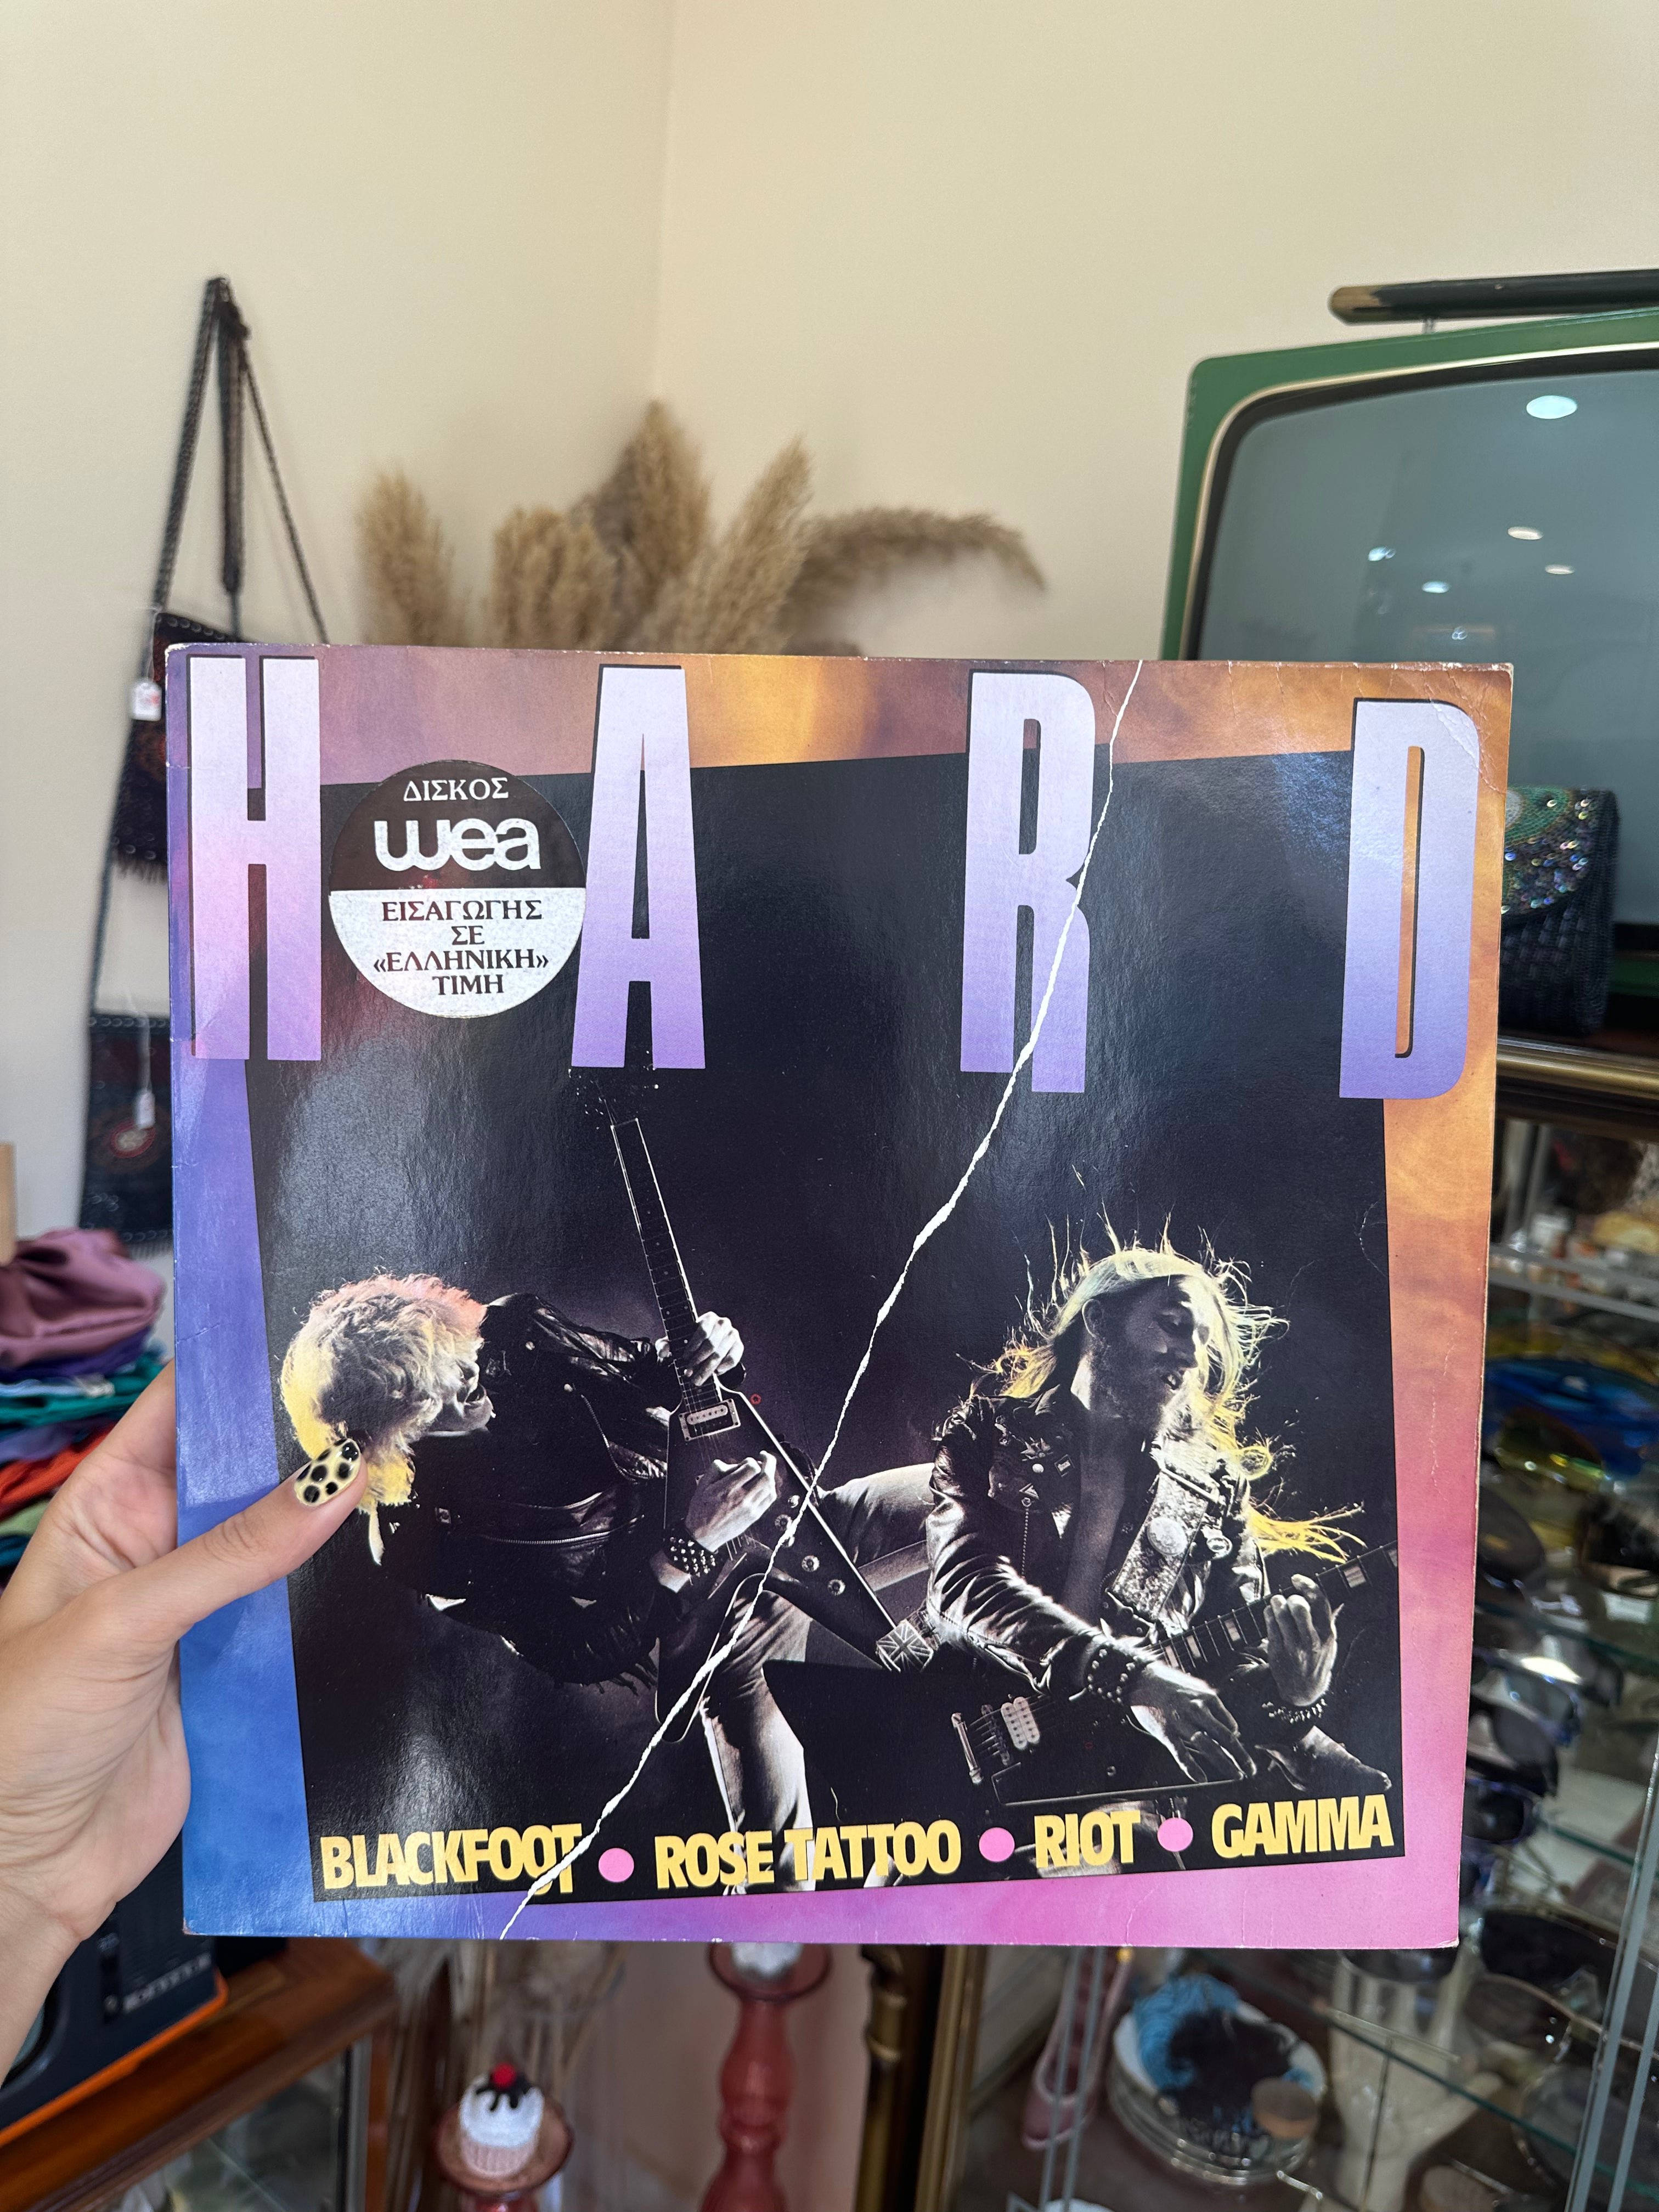 HARD
ΔΙΣΚΟΣ
wea
ΕΙΣΑΓΩΓΗΣ
ΣΕ
«ΕΛΛΗΝΙΚΗ»
ΤΙΜΗ
BLACKFOOT • ROSE TATTOO • RIOT • GAMMA